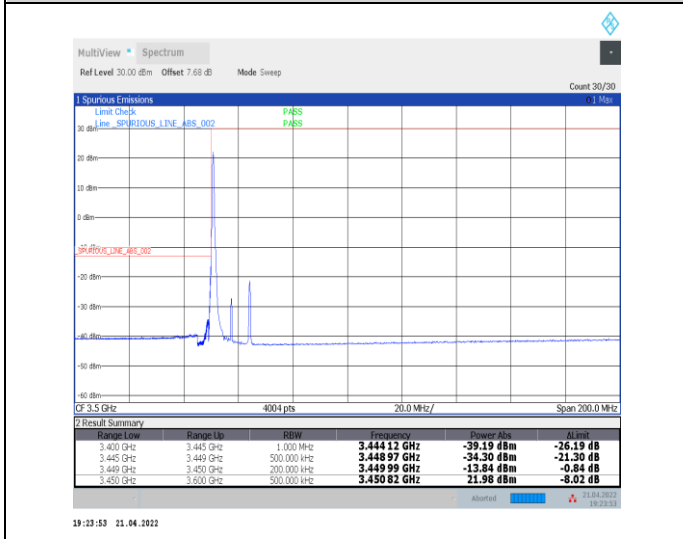 MultiView Spectrum
Ref Level 30.00 dBm Offset 7.68 dB Mode Sweep
Count 30/30
1 Spurious Emissions 1 Max
Limit Check PASS
Line _SPURIOUS_LINE_ABS_002 PASS
30 dBm
20 dBm
10 dBm
0 dBm
_SPURIOUS_LINE_ABS_002
-20 dBm
-30 dBm
-40 dBm
-50 dBm
-60 dBm
CF 3.5 GHz 4004 pts 20.0 MHz/ Span 200.0 MHz
2 Result Summary
Range Low Range Up RBW Frequency Power Abs ΔLimit
3.400 GHz 3.445 GHz 1.000 MHz 3.444 12 GHz -39.19 dBm -26.19 dB
3.445 GHz 3.449 GHz 500.000 kHz 3.448 97 GHz -34.30 dBm -21.30 dB
3.449 GHz 3.450 GHz 200.000 kHz 3.449 99 GHz -13.84 dBm -0.84 dB
3.450 GHz 3.600 GHz 500.000 kHz 3.450 82 GHz 21.98 dBm -8.02 dB
Aborted 21.04.2022
19:23:53
19:23:53 21.04.2022